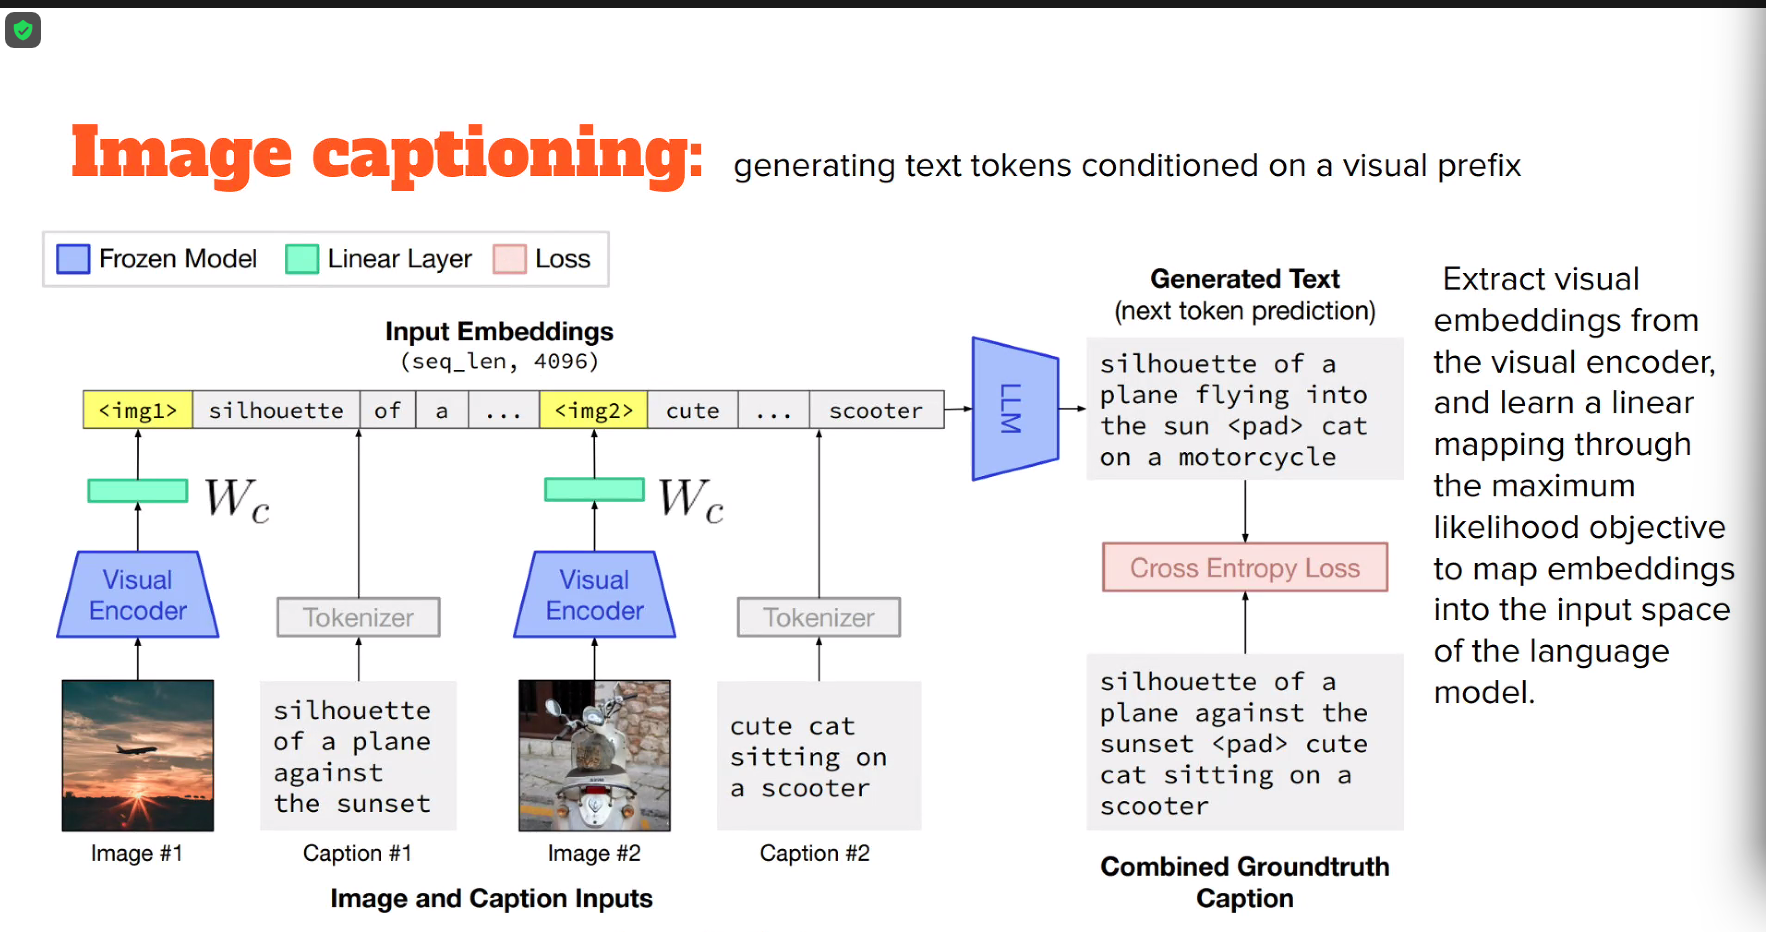 Image captioning: generating text tokens conditioned on a visual prefix
Frozen Model Linear Layer Loss
Input Embeddings
(seq_len, 4096)
<img1> silhouette of a ... <img2> cute ... scooter
W_c W_c
Visual
Encoder
Tokenizer
Visual
Encoder
Tokenizer
silhouette
of a plane
against
the sunset
cute cat
sitting on
a scooter
Image #1 Caption #1 Image #2 Caption #2
Image and Caption Inputs
LLM
Generated Text
(next token prediction)
silhouette of a
plane flying into
the sun <pad> cat
on a motorcycle
Cross Entropy Loss
silhouette of a
plane against the
sunset <pad> cute
cat sitting on a
scooter
Combined Groundtruth
Caption
Extract visual
embeddings from
the visual encoder,
and learn a linear
mapping through
the maximum
likelihood objective
to map embeddings
into the input space
of the language
model.